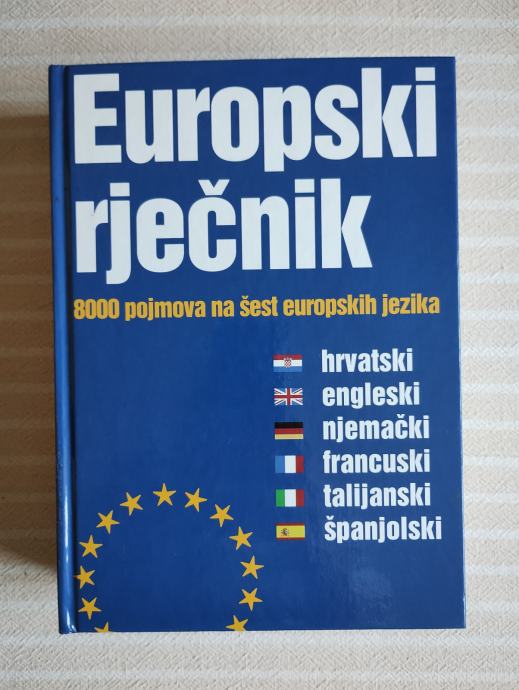 Europski
rječnik
8000 pojmova na šest europskih jezika
hrvatski
engleski
njemački
francuski
talijanski
španjolski